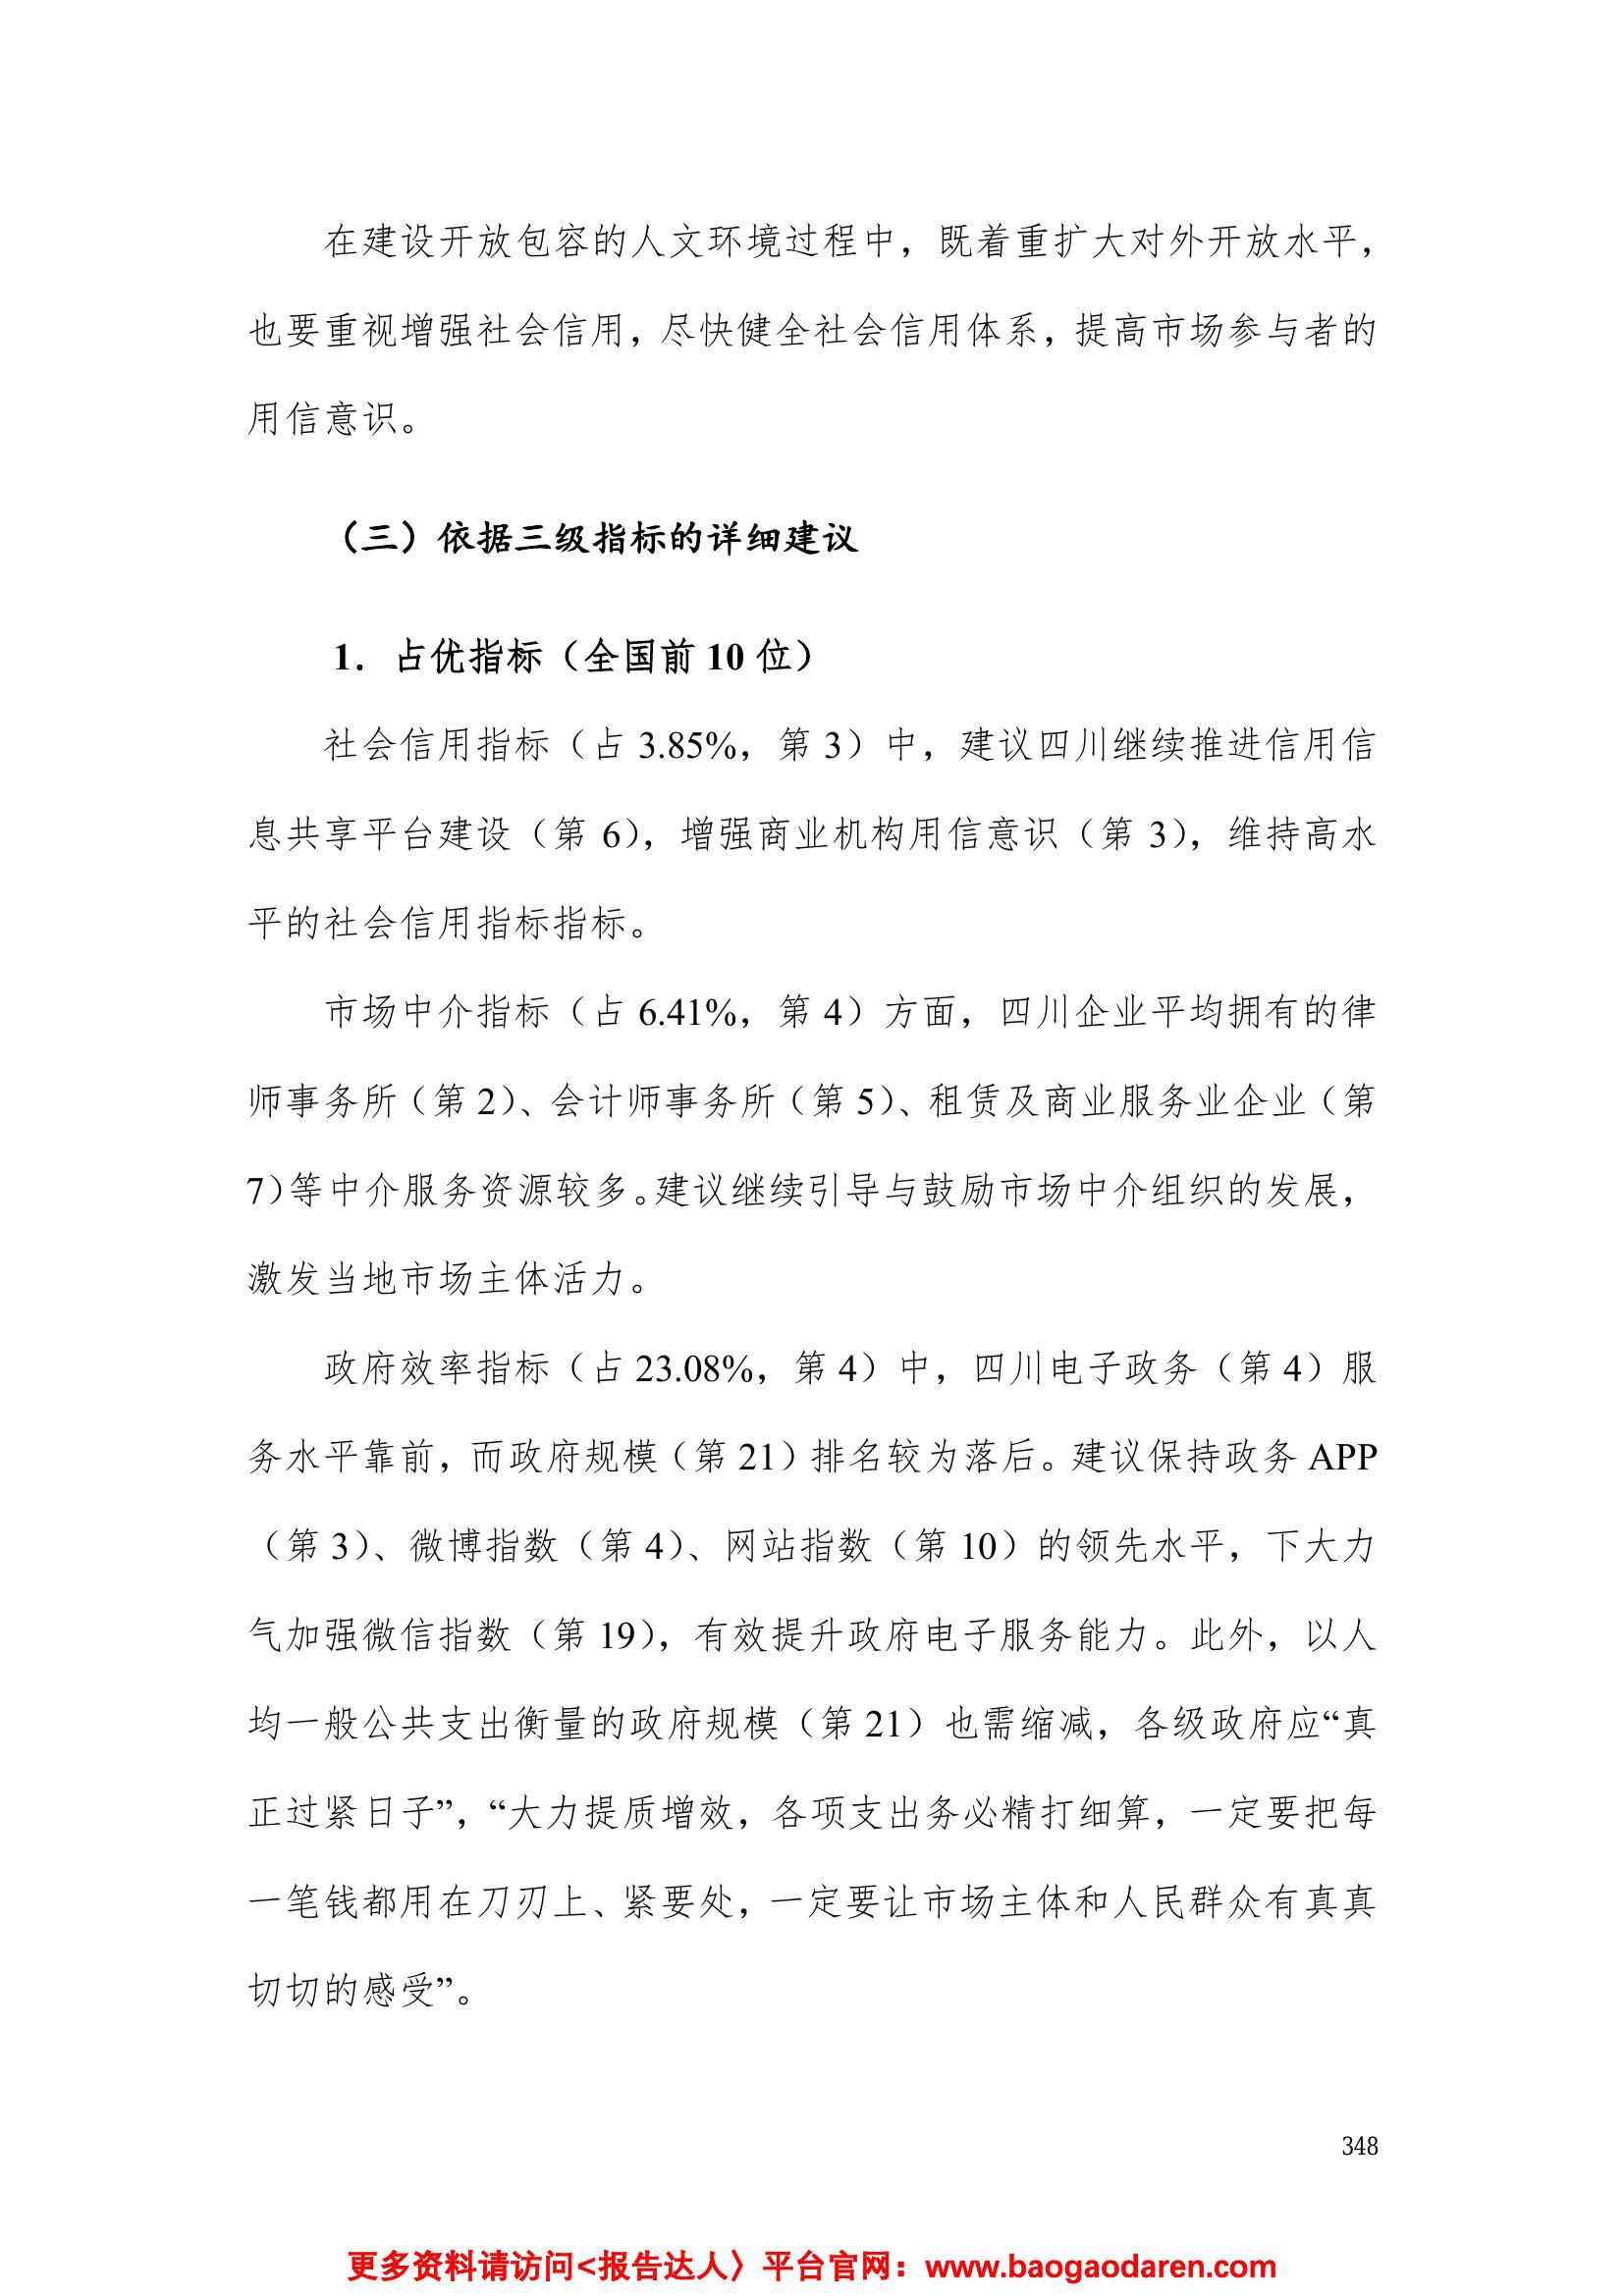 在建设开放包容的人文环境过程中，既着重扩大对外开放水平，
也要重视增强社会信用，尽快健全社会信用体系，提高市场参与者的
用信意识。
（三）依据三级指标的详细建议
1．占优指标（全国前 10 位）
社会信用指标（占 3.85%，第 3）中，建议四川继续推进信用信
息共享平台建设（第 6），增强商业机构用信意识（第 3），维持高水
平的社会信用指标指标。
市场中介指标（占 6.41%，第 4）方面，四川企业平均拥有的律
师事务所（第 2）、会计师事务所（第 5）、租赁及商业服务业企业（第
7）等中介服务资源较多。建议继续引导与鼓励市场中介组织的发展，
激发当地市场主体活力。
政府效率指标（占 23.08%，第 4）中，四川电子政务（第 4）服
务水平靠前，而政府规模（第 21）排名较为落后。建议保持政务 APP
（第 3）、微博指数（第 4）、网站指数（第 10）的领先水平，下大力
气加强微信指数（第 19），有效提升政府电子服务能力。此外，以人
均一般公共支出衡量的政府规模（第 21）也需缩减，各级政府应“真
正过紧日子”，“大力提质增效，各项支出务必精打细算，一定要把每
一笔钱都用在刀刃上、紧要处，一定要让市场主体和人民群众有真真
切切的感受”。
348
更多资料请访问<报告达人〉平台官网：www.baogaodaren.com